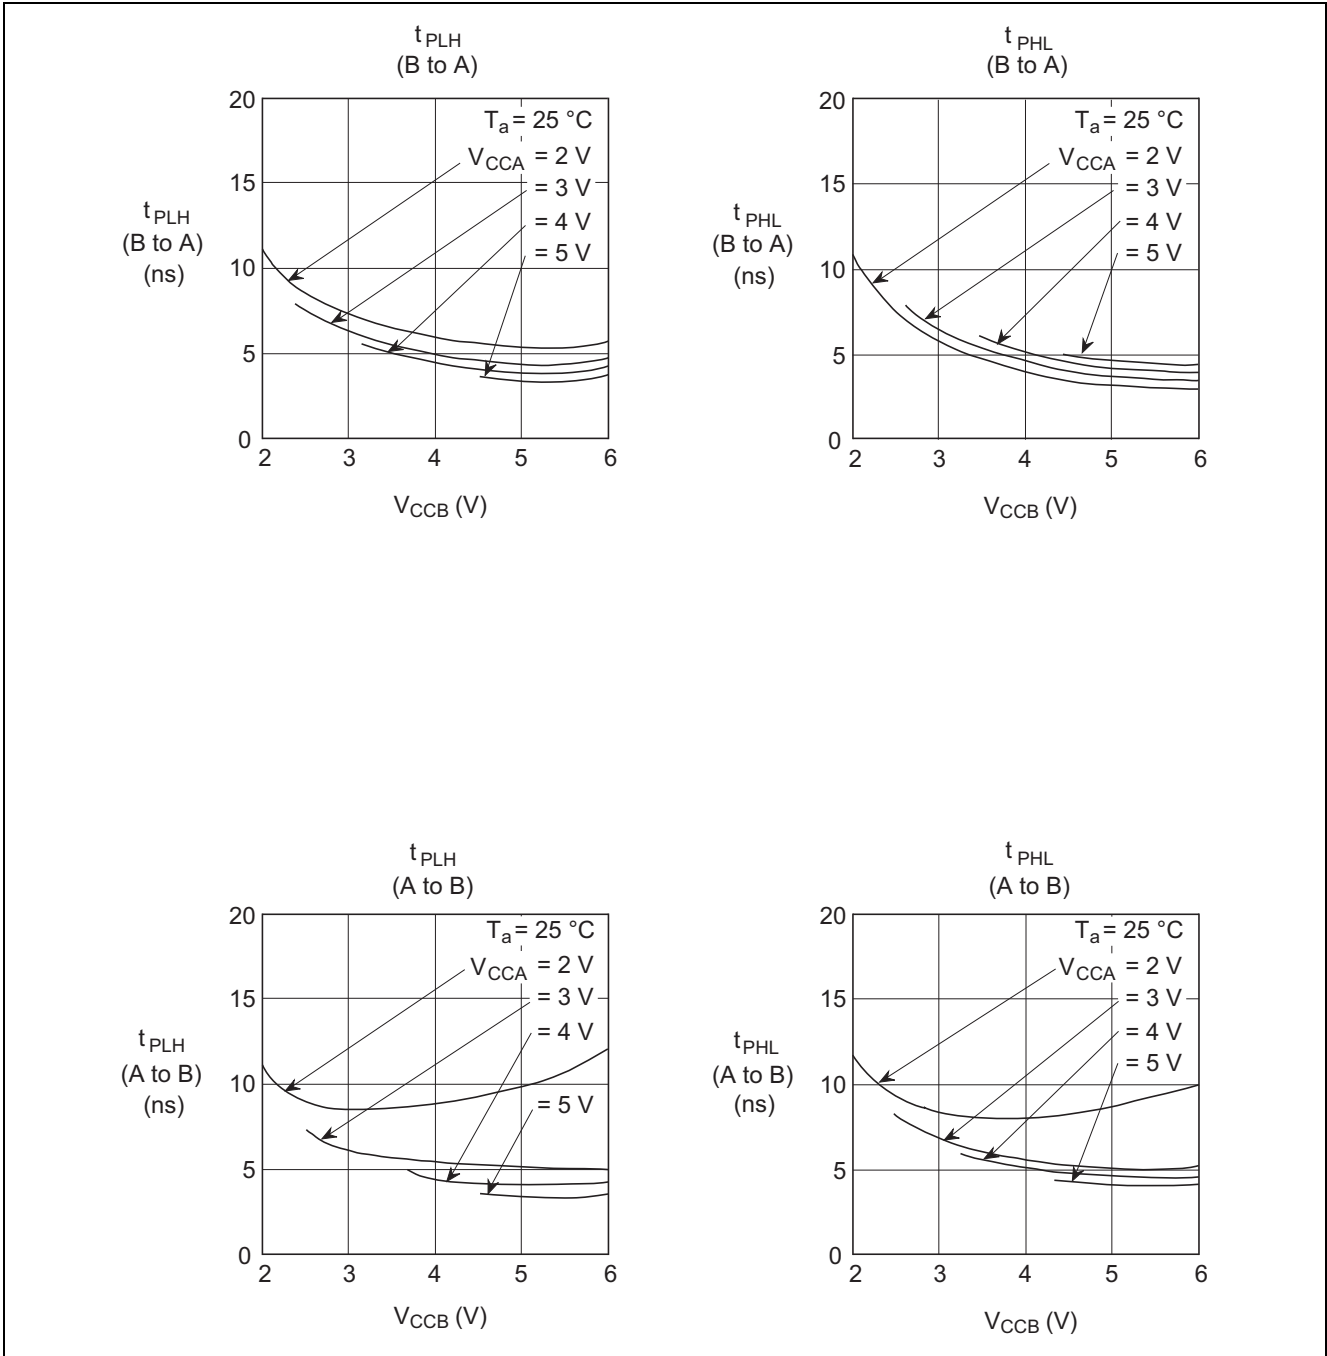 t PLH
(B to A)
20
Ta = 25 °C
VCCA = 2 V
15
= 3 V
t PLH
(B to A)
(ns)
= 4 V
= 5 V
10
5
0
2 3 4 5 6
VCCB (V)
t PHL
(B to A)
20
Ta = 25 °C
VCCA = 2 V
15
= 3 V
t PHL
(B to A)
(ns)
= 4 V
= 5 V
10
5
0
2 3 4 5 6
VCCB (V)
t PLH
(A to B)
20
Ta = 25 °C
VCCA = 2 V
15
= 3 V
t PLH
(A to B)
(ns)
= 4 V
10
= 5 V
5
0
2 3 4 5 6
VCCB (V)
t PHL
(A to B)
20
Ta = 25 °C
VCCA = 2 V
15
= 3 V
t PHL
(A to B)
(ns)
= 4 V
= 5 V
10
5
0
2 3 4 5 6
VCCB (V)